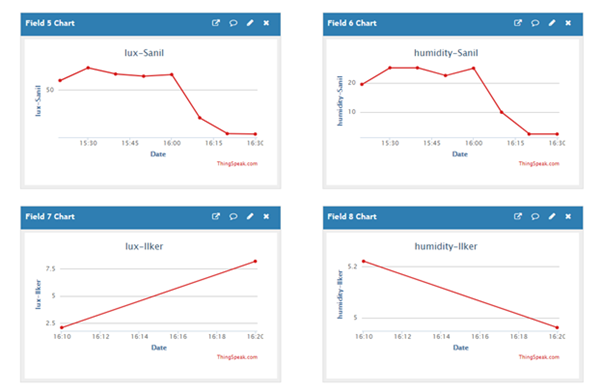 Field 5 Chart
lux-Sanil
lux-Sanil
50
15:30 15:45 16:00 16:15 16:30
Date
ThingSpeak.com
Field 6 Chart
humidity-Sanil
humidity-Sanil
20
10
15:30 15:45 16:00 16:15 16:30
Date
ThingSpeak.com
Field 7 Chart
lux-Ilker
lux-Ilker
7.5
5
2.5
16:10 16:12 16:14 16:16 16:18 16:20
Date
ThingSpeak.com
Field 8 Chart
humidity-Ilker
humidity-Ilker
5.2
5
16:10 16:12 16:14 16:16 16:18 16:20
Date
ThingSpeak.com